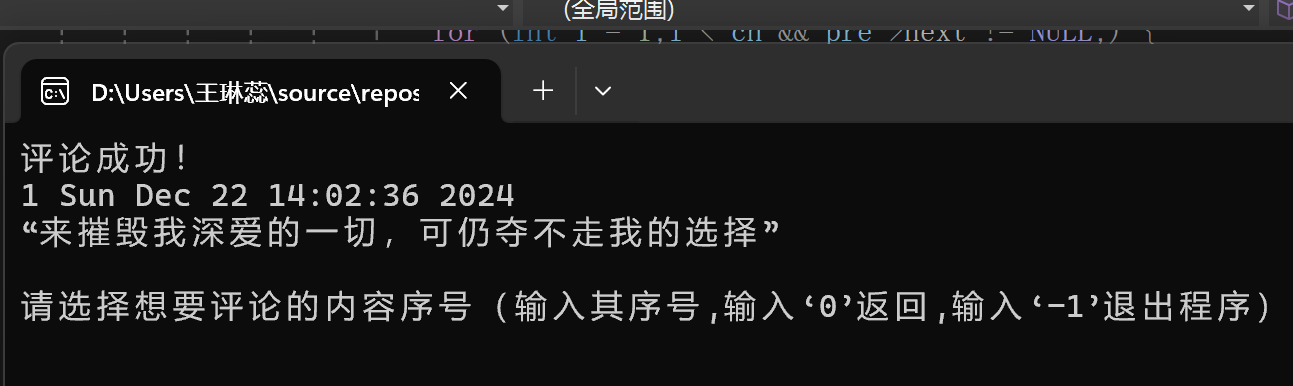 (全局范围)
for (int i = 1;i < cn && pre->next != NULL;) {
D:\Users\王琳蕊\source\repos
评论成功！
1 Sun Dec 22 14:02:36 2024
“来摧毁我深爱的一切，可仍夺不走我的选择”
请选择想要评论的内容序号（输入其序号,输入‘0’返回,输入‘-1’退出程序）